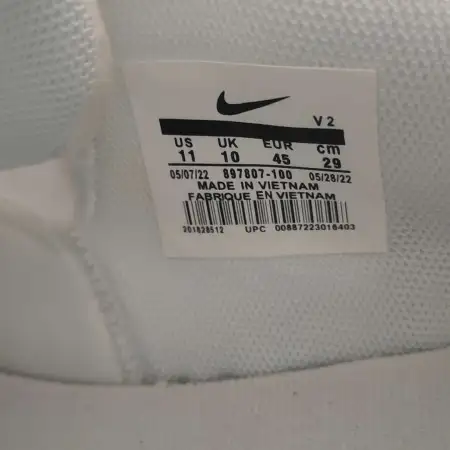 V 2
US UK EUR cm
11 10 45 29
05/07/22 897807-100 05/28/22
MADE IN VIETNAM
FABRIQUE EN VIETNAM
201828512 UPC 00887223016403